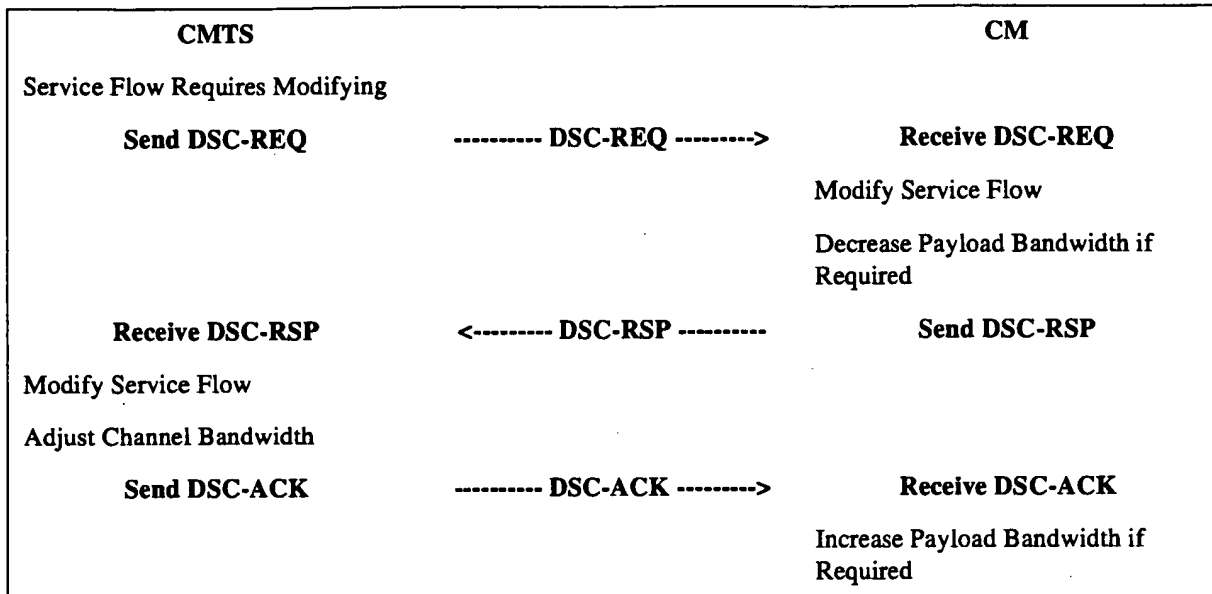 CMTS CM
Service Flow Requires Modifying
Send DSC-REQ ---------- DSC-REQ ---------> Receive DSC-REQ
Modify Service Flow
Decrease Payload Bandwidth if
Required
Receive DSC-RSP <--------- DSC-RSP ---------- Send DSC-RSP
Modify Service Flow
Adjust Channel Bandwidth
Send DSC-ACK ---------- DSC-ACK ---------> Receive DSC-ACK
Increase Payload Bandwidth if
Required